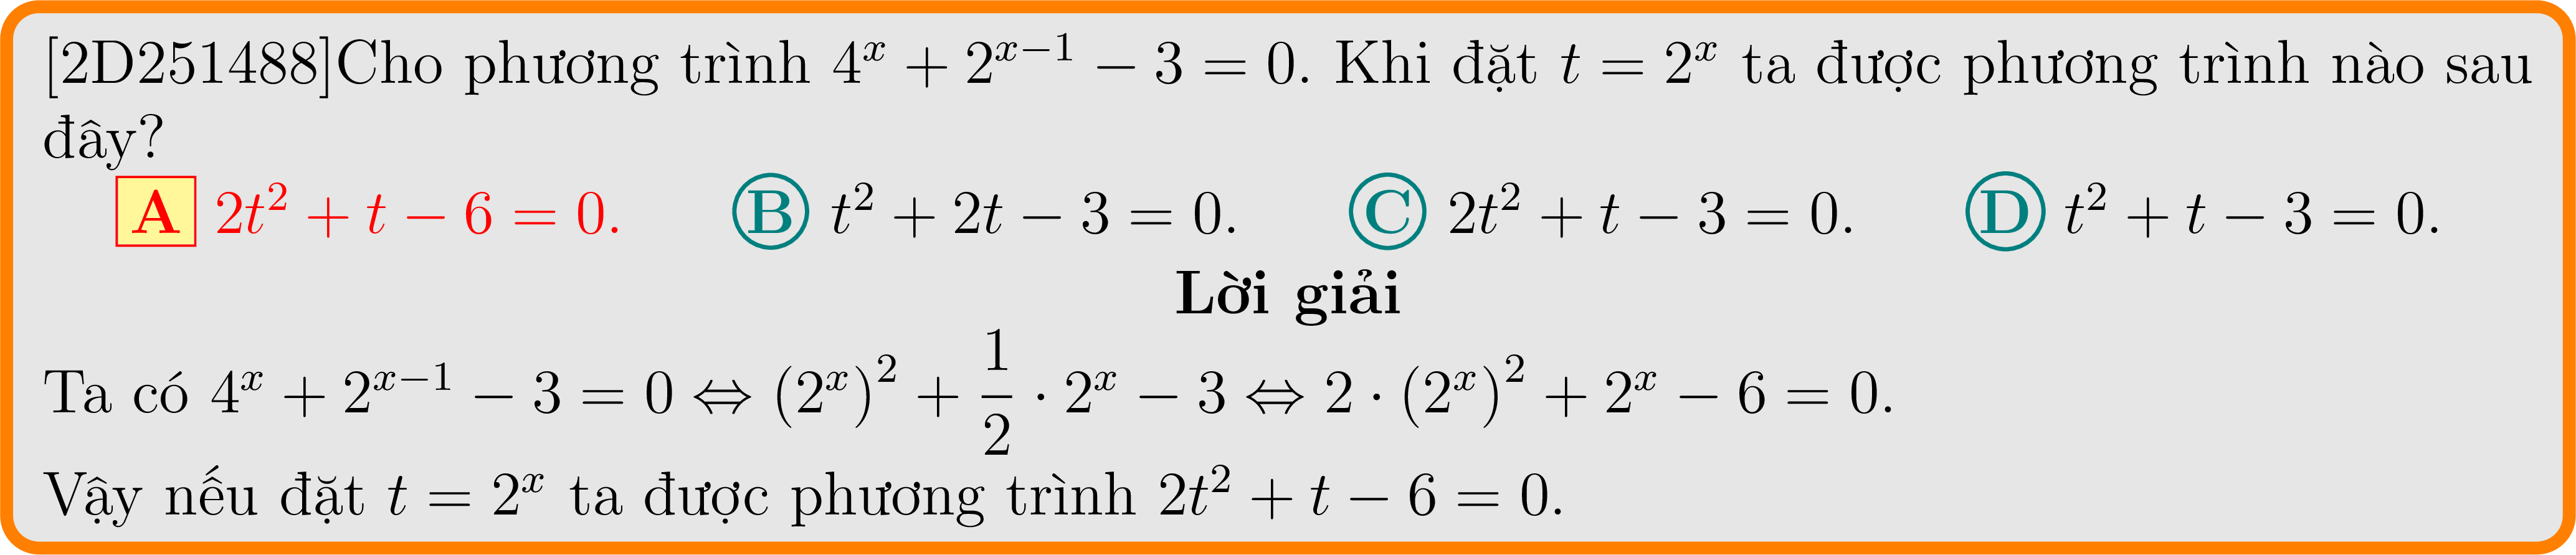 [2D251488]Cho phương trình $4^x + 2^{x-1} - 3 = 0$. Khi đặt $t = 2^x$ ta được phương trình nào sau
đây?
A $2t^2 + t - 6 = 0$. B $t^2 + 2t - 3 = 0$. C $2t^2 + t - 3 = 0$. D $t^2 + t - 3 = 0$.
Lời giải
Ta có $4^x + 2^{x-1} - 3 = 0 \Leftrightarrow (2^x)^2 + \frac{1}{2} \cdot 2^x - 3 \Leftrightarrow 2 \cdot (2^x)^2 + 2^x - 6 = 0$.
Vậy nếu đặt $t = 2^x$ ta được phương trình $2t^2 + t - 6 = 0$.